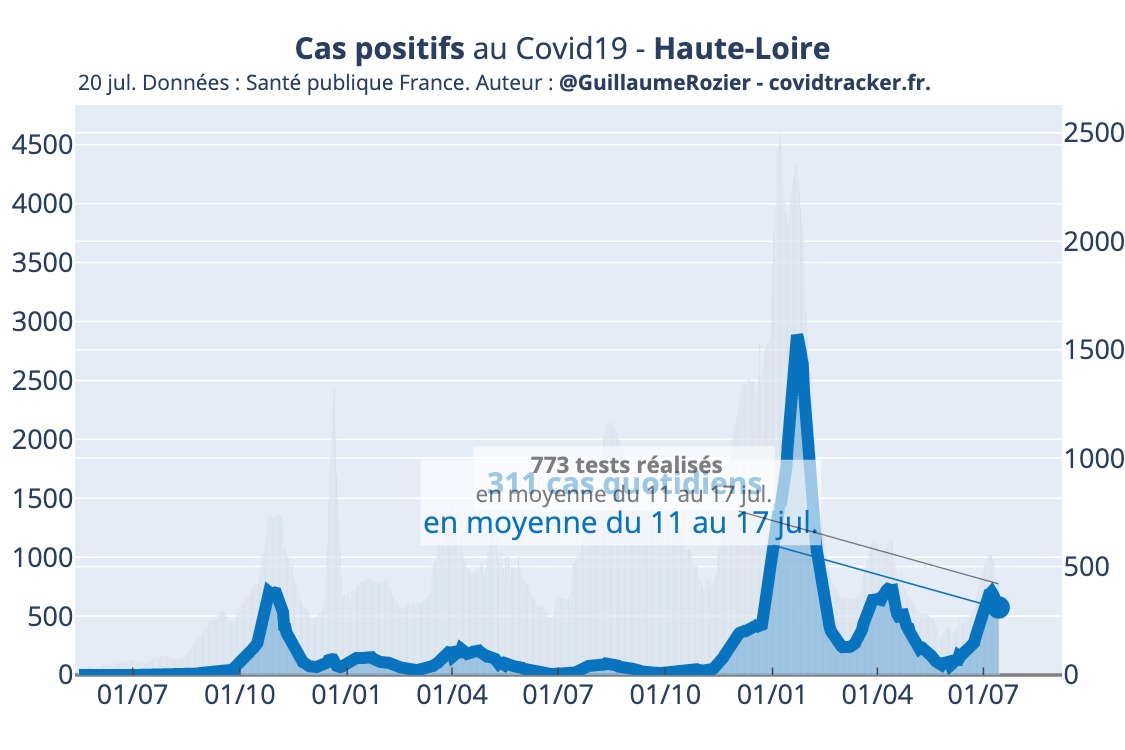 Cas positifs au Covid19 - Haute-Loire
20 jul. Données : Santé publique France. Auteur : @GuillaumeRozier - covidtracker.fr.
4500
4000
3500
3000
2500
2000
1500
1000
500
0
2500
2000
1500
1000
500
0
773 tests réalisés
en moyenne du 11 au 17 jul.
311 cas quotidiens
en moyenne du 11 au 17 jul.
01/07 01/10 01/01 01/04 01/07 01/10 01/01 01/04 01/07